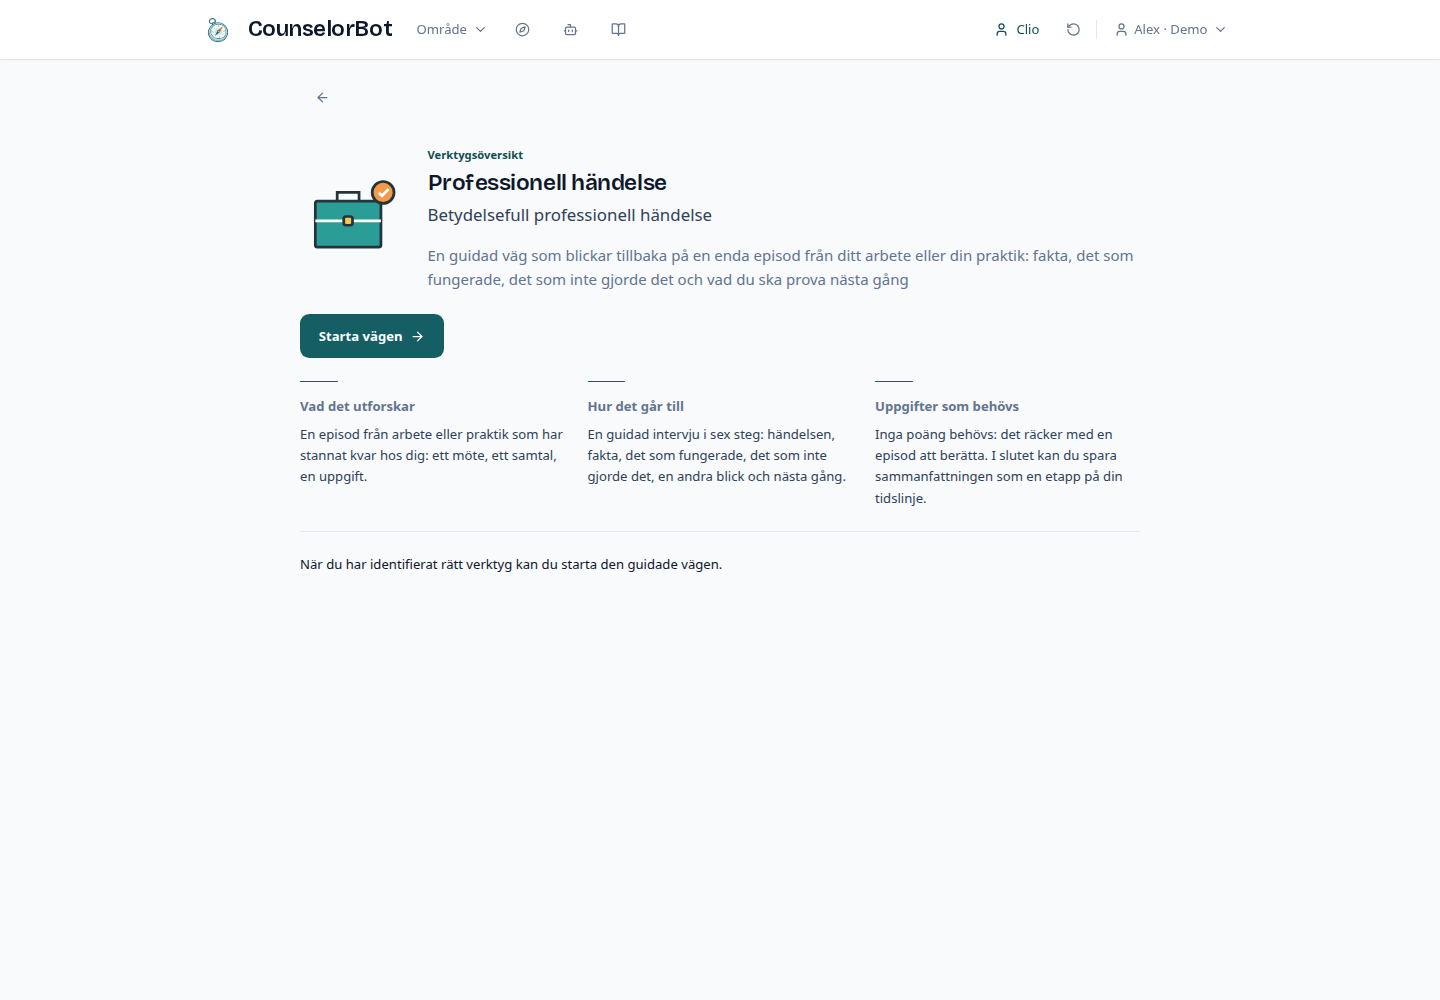 CounselorBot
Område
Clio
Alex · Demo
Verktygsöversikt
Professionell händelse
Betydelsefull professionell händelse
En guidad väg som blickar tillbaka på en enda episod från ditt arbete eller din praktik: fakta, det som
fungerade, det som inte gjorde det och vad du ska prova nästa gång
Starta vägen
Vad det utforskar
En episod från arbete eller praktik som har
stannat kvar hos dig: ett möte, ett samtal,
en uppgift.
Hur det går till
En guidad intervju i sex steg: händelsen,
fakta, det som fungerade, det som inte
gjorde det, en andra blick och nästa gång.
Uppgifter som behövs
Inga poäng behövs: det räcker med en
episod att berätta. I slutet kan du spara
sammanfattningen som en etapp på din
tidslinje.
När du har identifierat rätt verktyg kan du starta den guidade vägen.